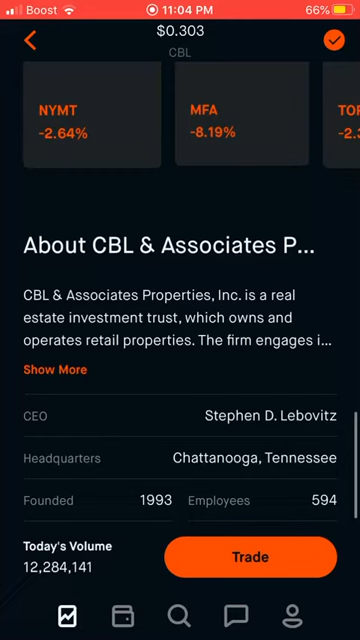 Boost 11:04 PM 66%
$0.303
CBL
NYMT
-2.64%
MFA
-8.19%
About CBL & Associates P...
CBL & Associates Properties, Inc. is a real
estate investment trust, which owns and
operates retail properties. The firm engages i...
Show More
CEO Stephen D. Lebovitz
Headquarters Chattanooga, Tennessee
Founded 1993 Employees 594
Today's Volume
12,284,141
Trade